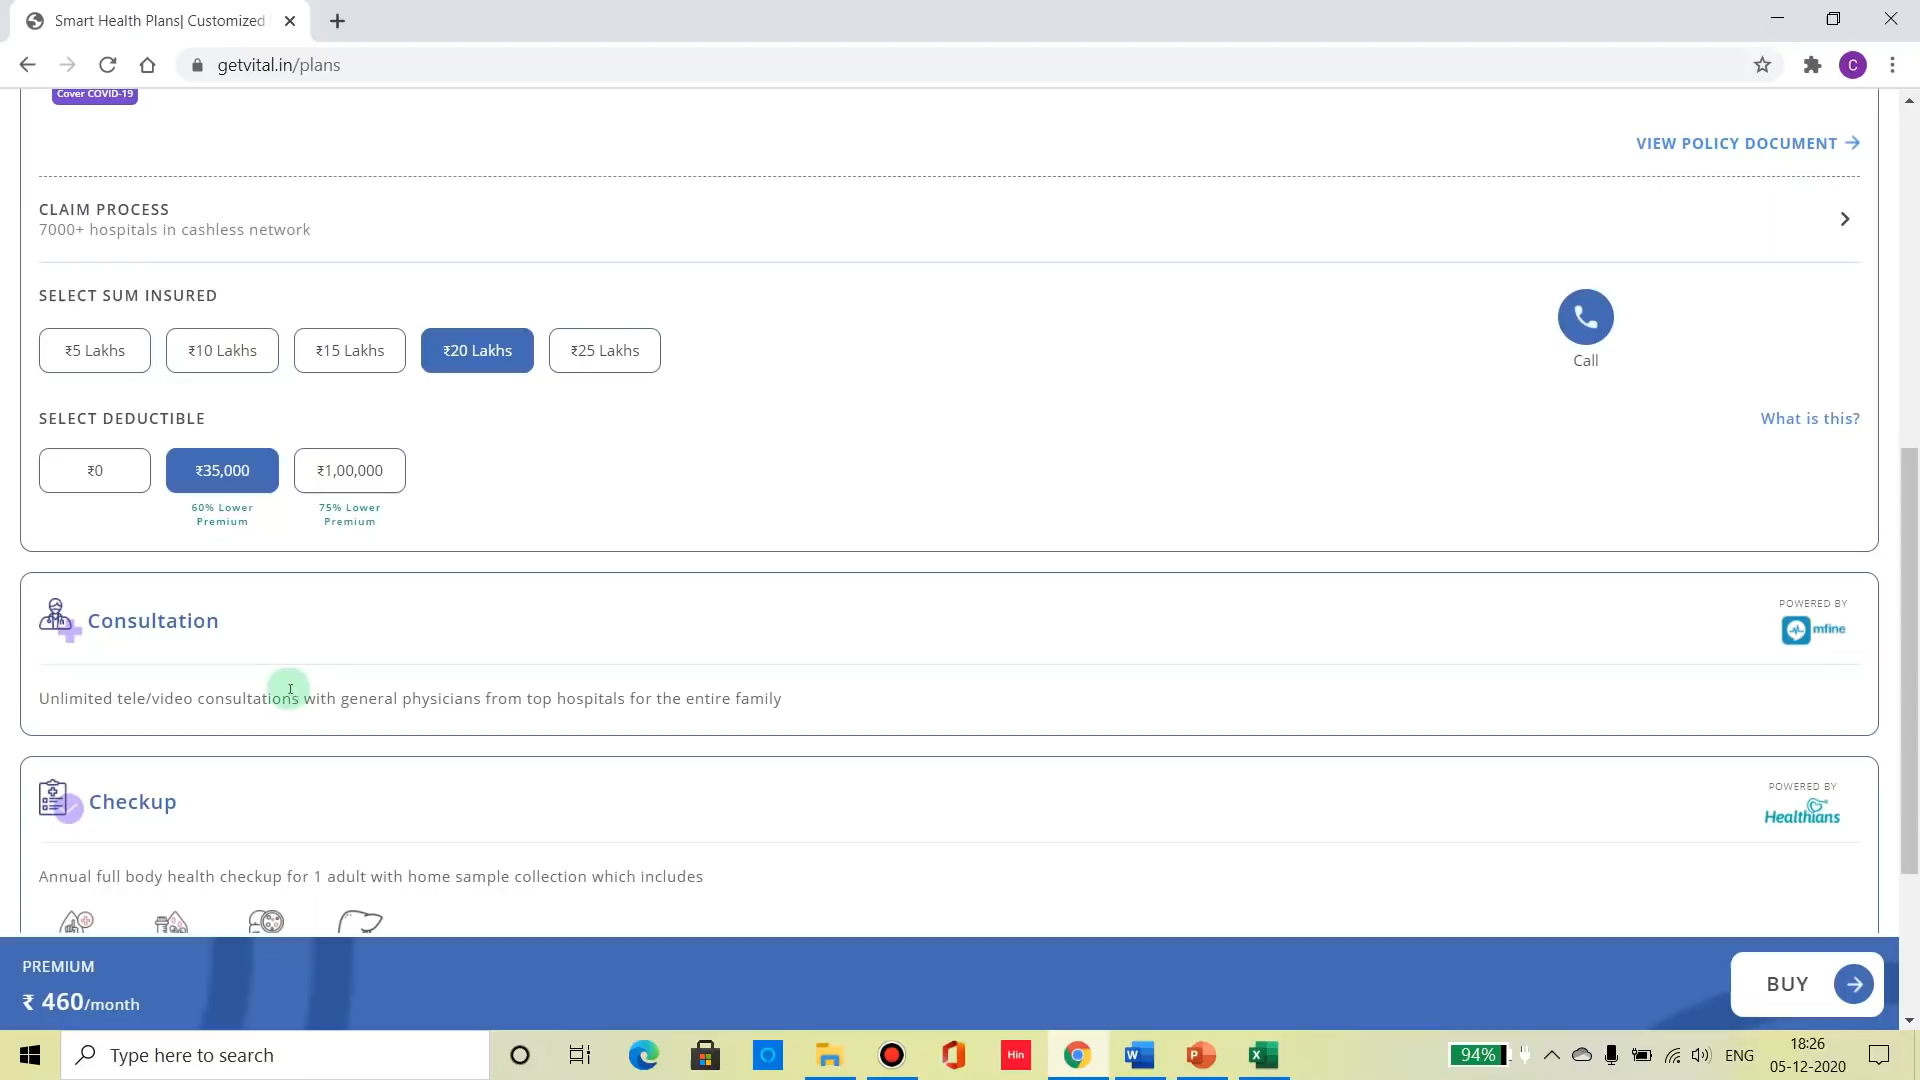 Smart Health Plans| Customized
getvital.in/plans
C
Cover COVID-19
VIEW POLICY DOCUMENT
CLAIM PROCESS
7000+ hospitals in cashless network
SELECT SUM INSURED
₹5 Lakhs ₹10 Lakhs ₹15 Lakhs ₹20 Lakhs ₹25 Lakhs
Call
SELECT DEDUCTIBLE What is this?
₹0 ₹35,000 ₹1,00,000
60% Lower 75% Lower
Premium Premium
Consultation
POWERED BY
mfine
Unlimited tele/video consultations with general physicians from top hospitals for the entire family
Checkup
POWERED BY
Healthians
Annual full body health checkup for 1 adult with home sample collection which includes
PREMIUM
₹ 460/month
BUY
Type here to search
Hin
94%
ENG
18:26
05-12-2020